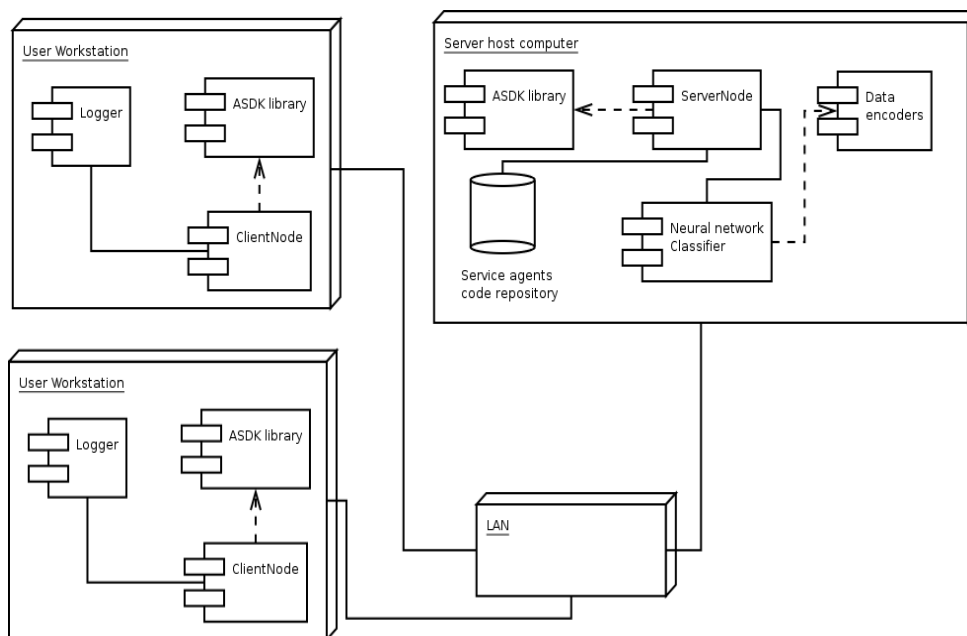 User Workstation
Logger
ASDK library
ClientNode
Server host computer
ASDK library
ServerNode
Data
encoders
Neural network
Classifier
Service agents
code repository
User Workstation
Logger
ASDK library
ClientNode
LAN